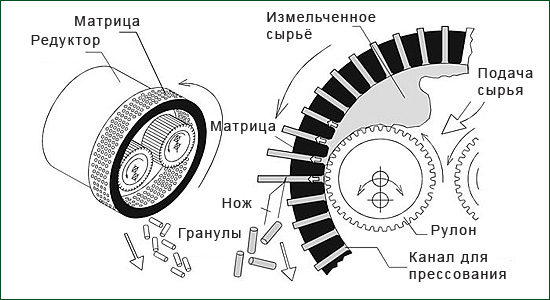 Матрица
Редуктор
Измельченное
сырьё
Подача
сырья
Матрица
Нож
Гранулы
Рулон
Канал для
прессования